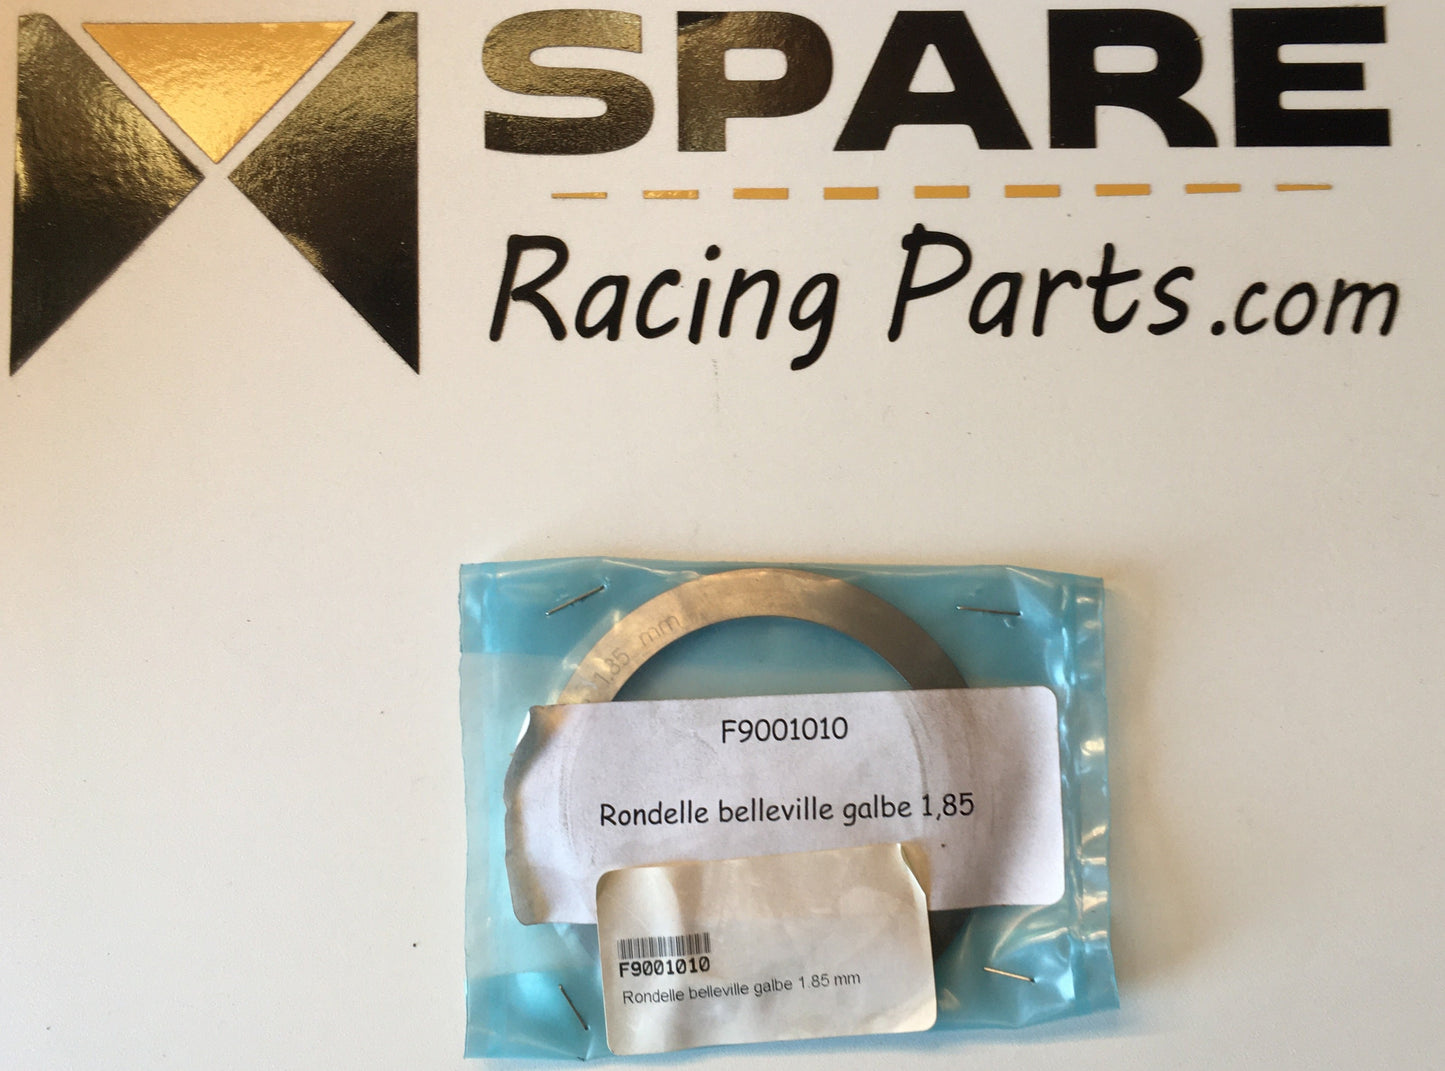 SPARE
Racing Parts.com
1.85 mm
F9001010
Rondelle belleville galbe 1,85
F9001010
Rondelle belleville galbe 1.85 mm